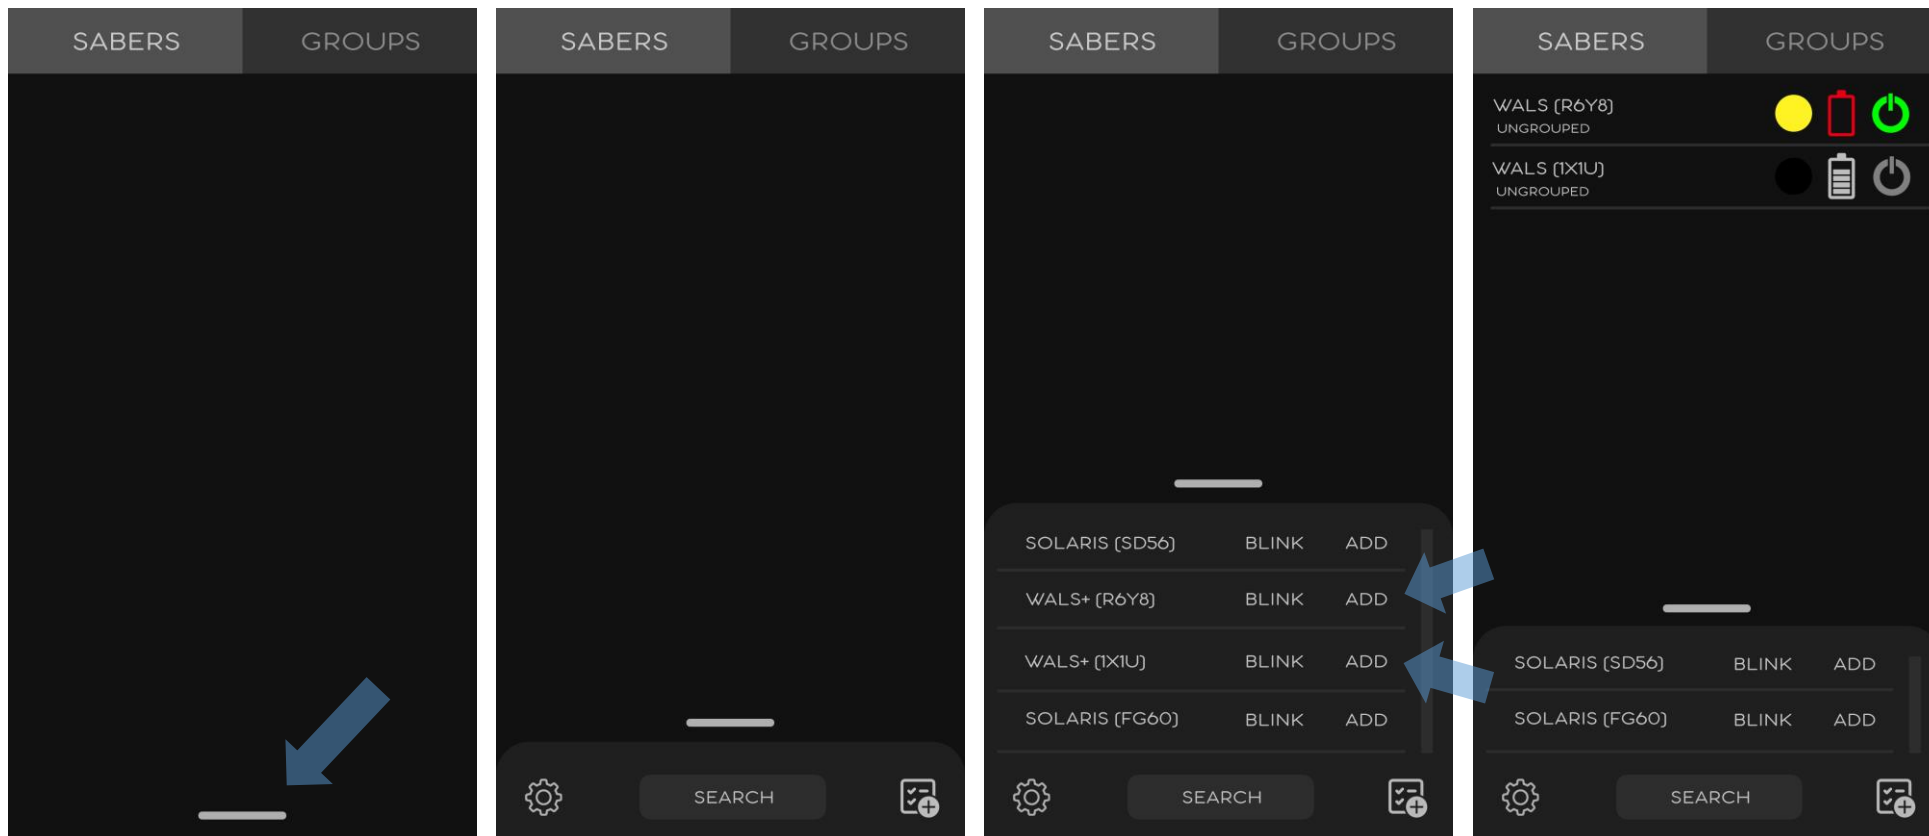 SABERS GROUPS
SABERS GROUPS
SEARCH
SABERS GROUPS
SOLARIS (SD56) BLINK ADD
WALS+ (R6Y8) BLINK ADD
WALS+ (1X1U) BLINK ADD
SOLARIS (FG60) BLINK ADD
SEARCH
SABERS GROUPS
WALS (R6Y8)
UNGROUPED
WALS (1X1U)
UNGROUPED
SOLARIS (SD56) BLINK ADD
SOLARIS (FG60) BLINK ADD
SEARCH